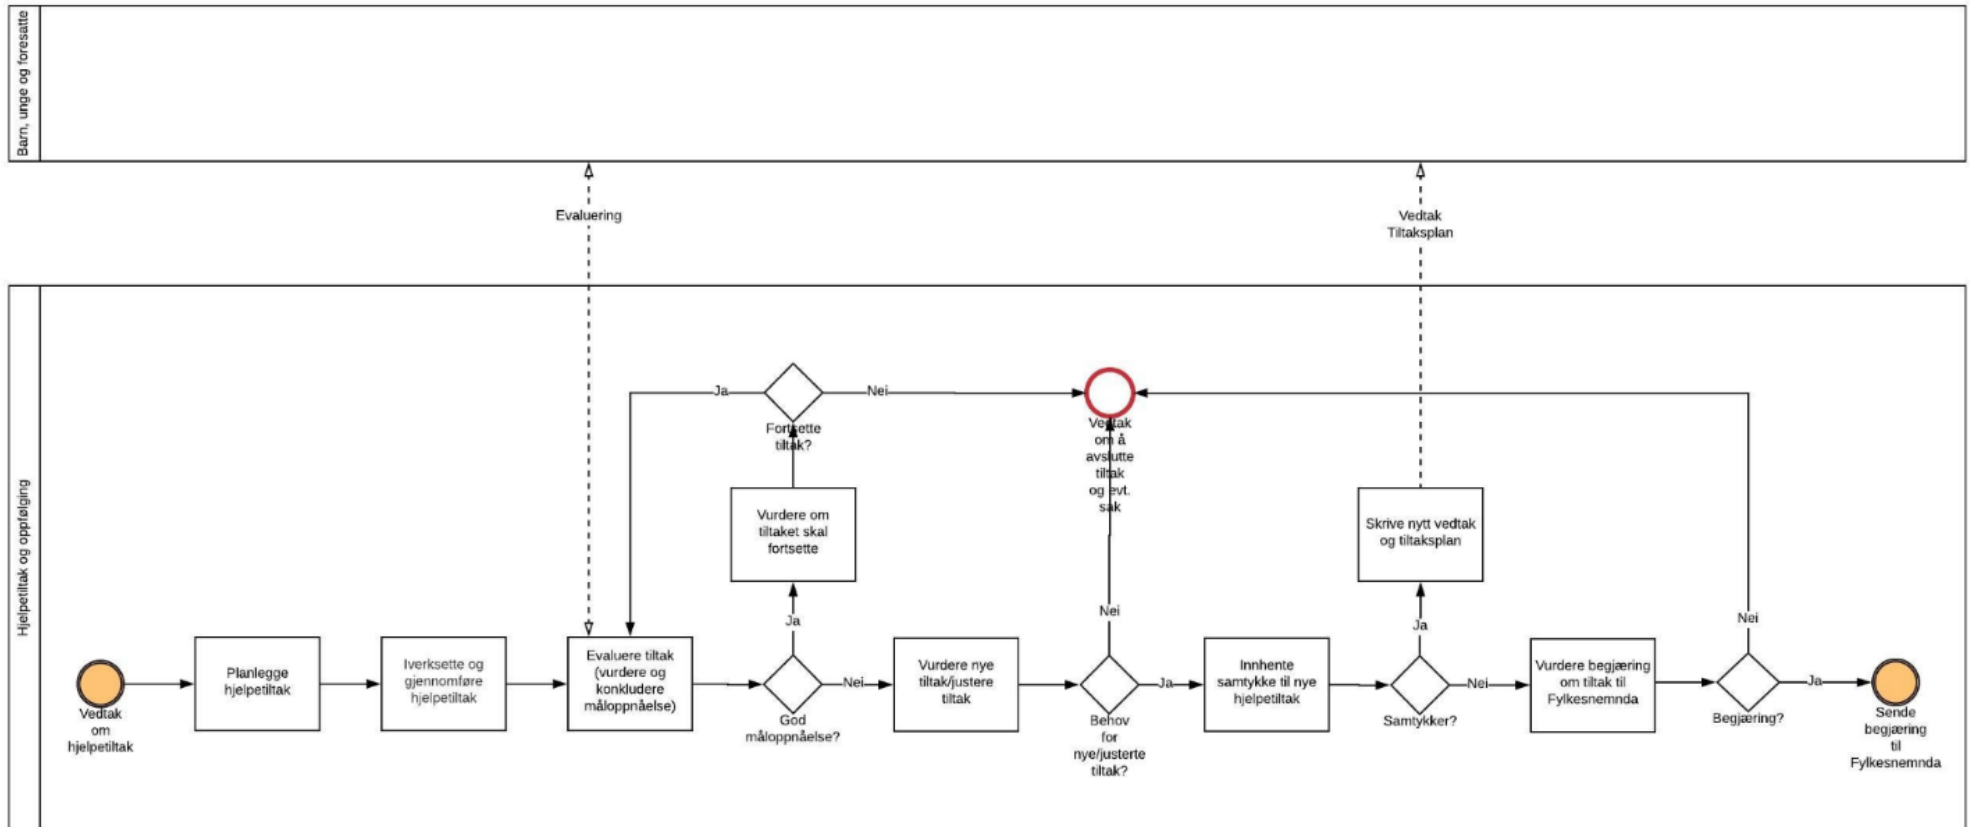 Barn, unge og foresatte
Evaluering
Vedtak
Tiltaksplan
Hjelpetiltak og oppfølging
Ja
Nei
Fortsette
tiltak?
Vedtak
om å
avslutte
tiltak
og evt.
sak
Vurdere om
tiltaket skal
fortsette
Skrive nytt vedtak
og tiltaksplan
Ja
Nei
Ja
Nei
Vedtak
om
hjelpetiltak
Planlegge
hjelpetiltak
Iverksette og
gjennomføre
hjelpetiltak
Evaluere tiltak
(vurdere og
konkludere
måloppnåelse)
God
måloppnåelse?
Nei
Vurdere nye
tiltak/justere
tiltak
Behov
for
nye/justerte
tiltak?
Ja
Innhente
samtykke til nye
hjelpetiltak
Samtykker?
Nei
Vurdere begjæring
om tiltak til
Fylkesnemnda
Begjæring?
Ja
Sende
begjæring
til
Fylkesnemnda